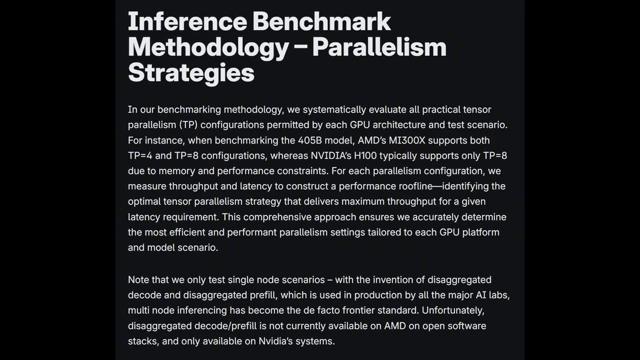 Inference Benchmark
Methodology – Parallelism
Strategies
In our benchmarking methodology, we systematically evaluate all practical tensor
parallelism (TP) configurations permitted by each GPU architecture and test scenario.
For instance, when benchmarking the 405B model, AMD's MI300X supports both
TP=4 and TP=8 configurations, whereas NVIDIA's H100 typically supports only TP=8
due to memory and performance constraints. For each parallelism configuration, we
measure throughput and latency to construct a performance roofline—identifying the
optimal tensor parallelism strategy that delivers maximum throughput for a given
latency requirement. This comprehensive approach ensures we accurately determine
the most efficient and performant parallelism settings tailored to each GPU platform
and model scenario.
Note that we only test single node scenarios – with the invention of disaggregated
decode and disaggregated prefill, which is used in production by all the major AI labs,
multi node inferencing has become the de facto frontier standard. Unfortunately,
disaggregated decode/prefill is not currently available on AMD on open software
stacks, and only available on Nvidia's systems.